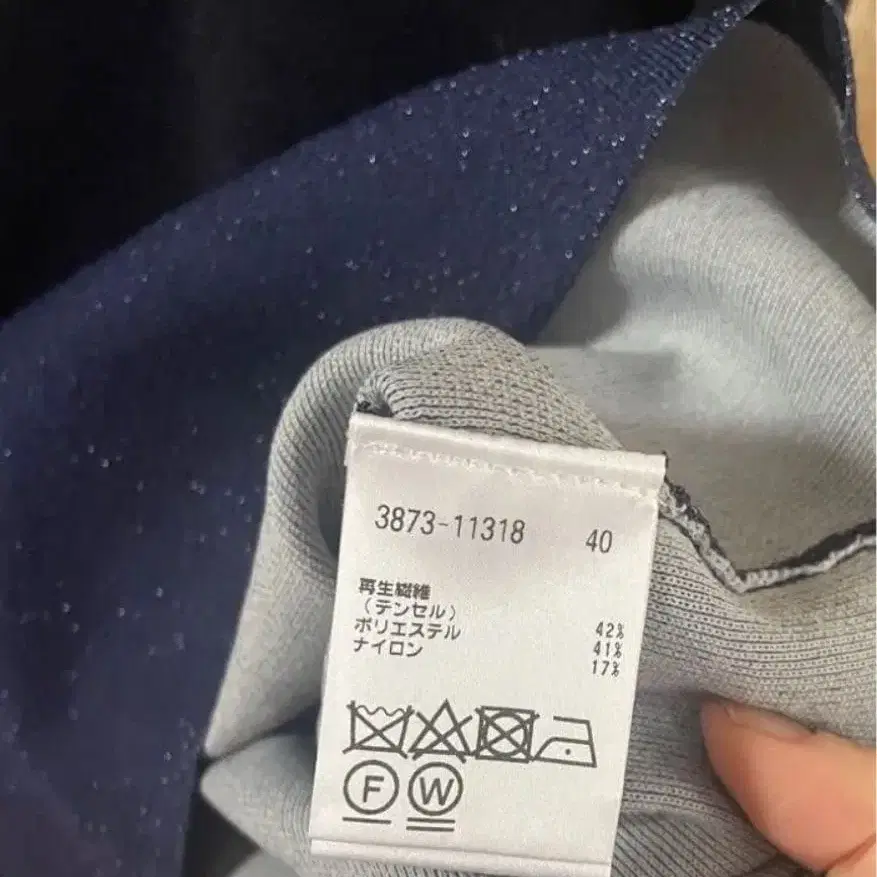 3873-11318 40
再生繊維
（テンセル） 42%
ポリエステル 41%
ナイロン 17%
F W